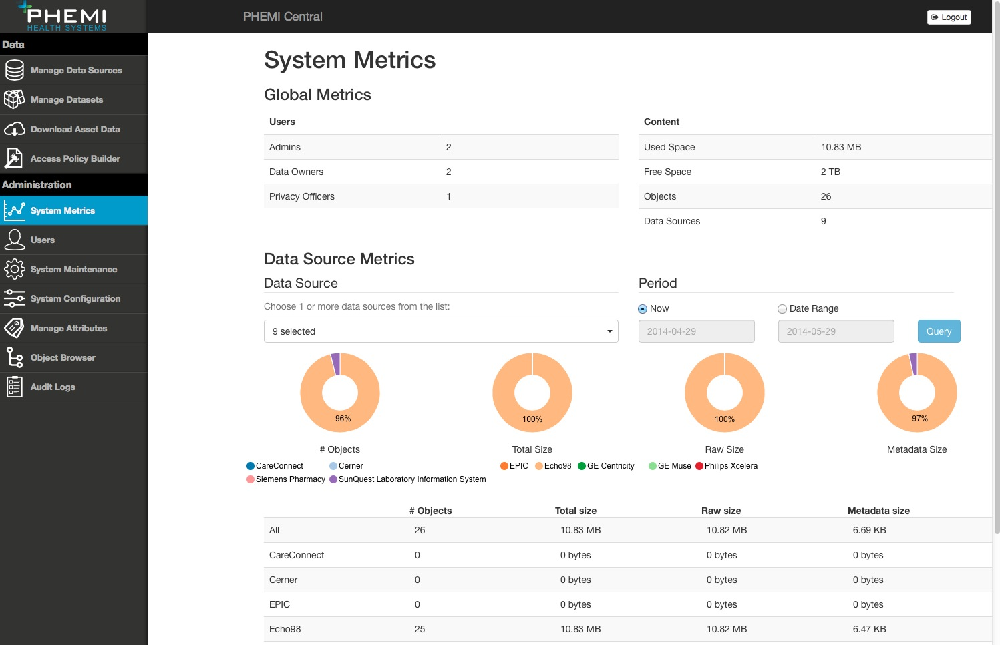 PHEMI
HEALTH SYSTEMS
PHEMI Central
Logout
Data
Manage Data Sources
Manage Datasets
Download Asset Data
Access Policy Builder
Administration
System Metrics
Users
System Maintenance
System Configuration
Manage Attributes
Object Browser
Audit Logs
System Metrics
Global Metrics
Users
Admins 2
Data Owners 2
Privacy Officers 1
Content
Used Space 10.83 MB
Free Space 2 TB
Objects 26
Data Sources 9
Data Source Metrics
Data Source
Choose 1 or more data sources from the list:
9 selected
Period
Now Date Range
2014-04-29 2014-05-29 Query
96% 100% 100% 97%
# Objects Total Size Raw Size Metadata Size
CareConnect Cerner EPIC Echo98 GE Centricity GE Muse Philips Xcelera
Siemens Pharmacy SunQuest Laboratory Information System
# Objects Total size Raw size Metadata size
All 26 10.83 MB 10.82 MB 6.69 KB
CareConnect 0 0 bytes 0 bytes 0 bytes
Cerner 0 0 bytes 0 bytes 0 bytes
EPIC 0 0 bytes 0 bytes 0 bytes
Echo98 25 10.83 MB 10.82 MB 6.47 KB